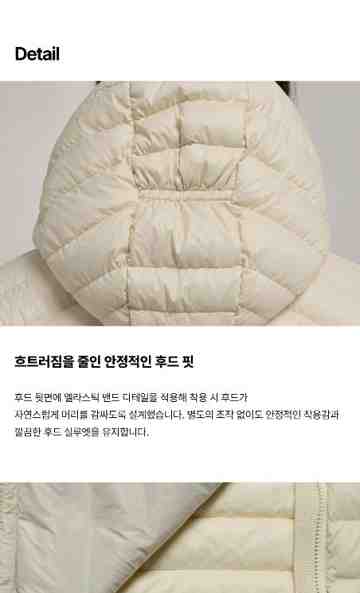 Detail
흐트러짐을 줄인 안정적인 후드 핏
후드 뒷면에 엘라스틱 밴드 디테일을 적용해 착용 시 후드가
자연스럽게 머리를 감싸도록 설계했습니다. 별도의 조작 없이도 안정적인 착용감과
깔끔한 후드 실루엣을 유지합니다.